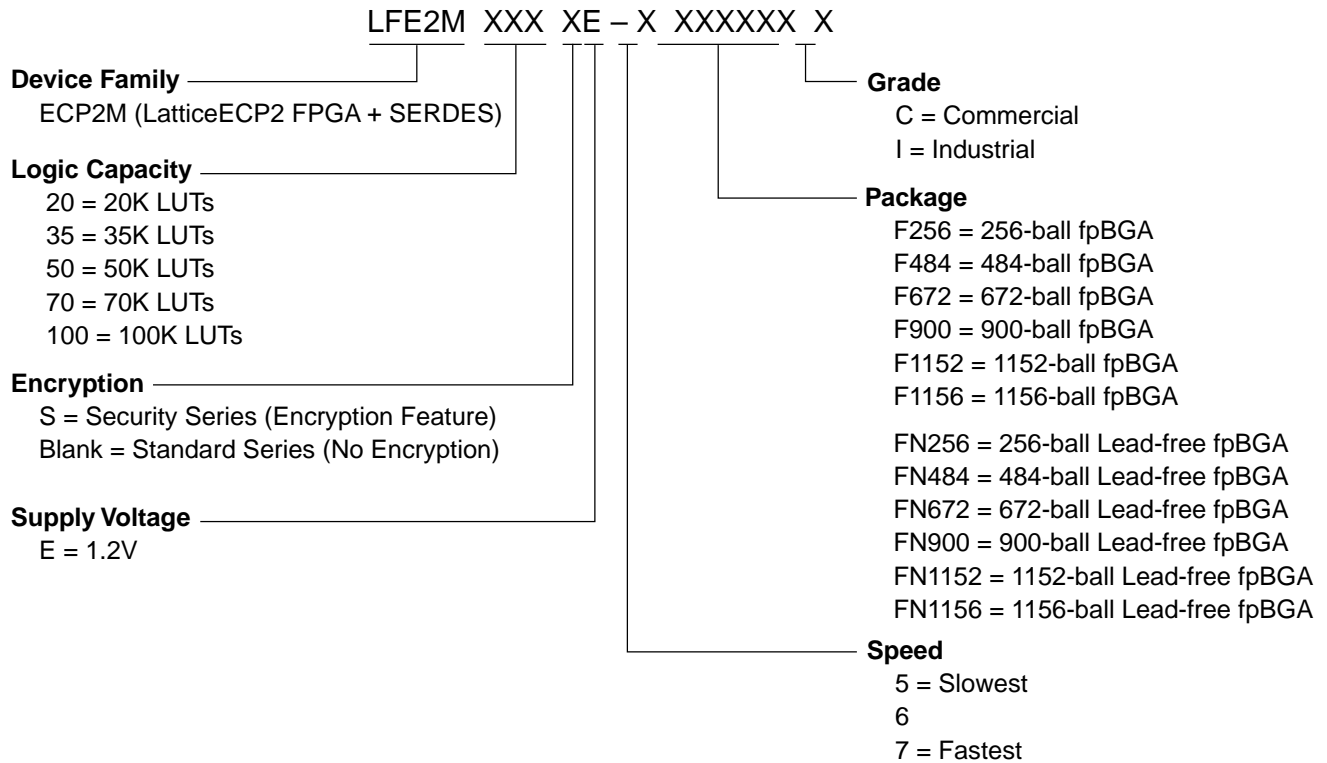 LFE2M XXX XE – X XXXXXX X
Device Family
ECP2M (LatticeECP2 FPGA + SERDES)
Logic Capacity
20 = 20K LUTs
35 = 35K LUTs
50 = 50K LUTs
70 = 70K LUTs
100 = 100K LUTs
Encryption
S = Security Series (Encryption Feature)
Blank = Standard Series (No Encryption)
Supply Voltage
E = 1.2V
Grade
C = Commercial
I = Industrial
Package
F256 = 256-ball fpBGA
F484 = 484-ball fpBGA
F672 = 672-ball fpBGA
F900 = 900-ball fpBGA
F1152 = 1152-ball fpBGA
F1156 = 1156-ball fpBGA
FN256 = 256-ball Lead-free fpBGA
FN484 = 484-ball Lead-free fpBGA
FN672 = 672-ball Lead-free fpBGA
FN900 = 900-ball Lead-free fpBGA
FN1152 = 1152-ball Lead-free fpBGA
FN1156 = 1156-ball Lead-free fpBGA
Speed
5 = Slowest
6
7 = Fastest